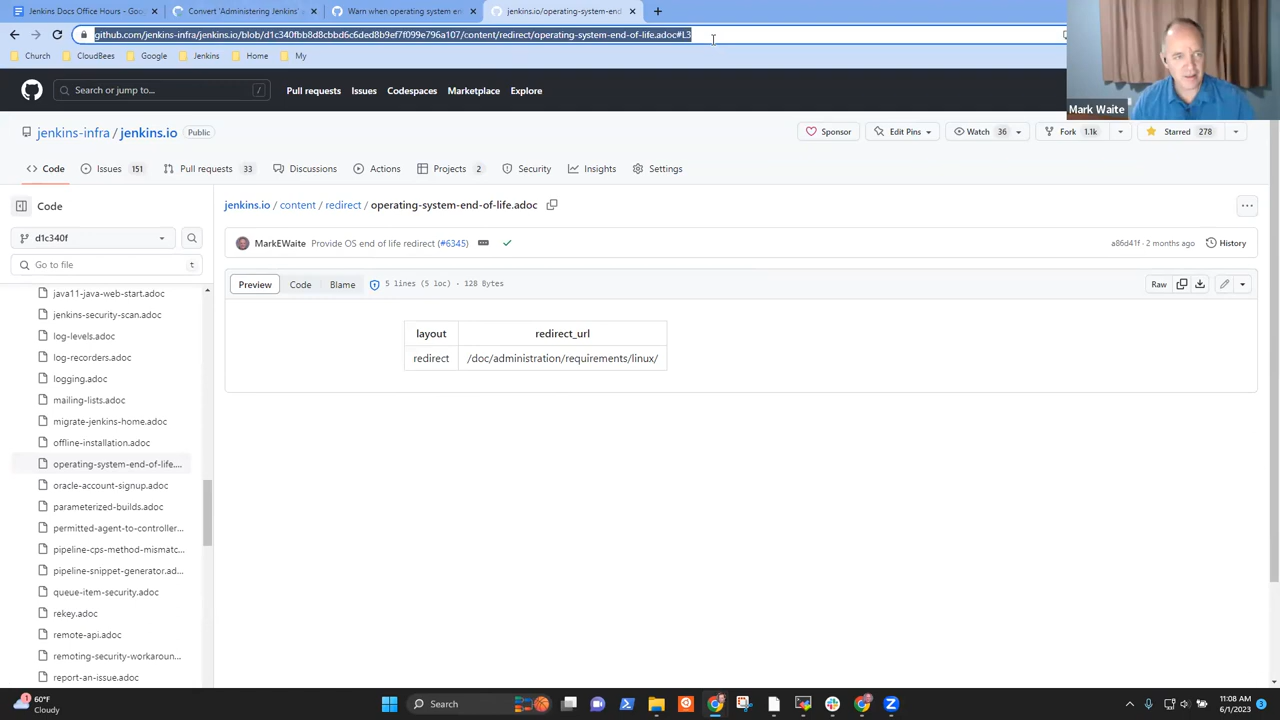 Jenkins Docs Office Hours - Goo
Convert 'Administering Jenkins'
Warn when operating system en
jenkins.io/operating-system-end-
github.com/jenkins-infra/jenkins.io/blob/d1c340fbb8d8cbbd6c6ded8b9ef7f099e796a107/content/redirect/operating-system-end-of-life.adoc#L3
Church
CloudBees
Google
Jenkins
Hours
My
Search or jump to...
/
Pull requests
Issues
Codespaces
Marketplace
Explore
Mark Waite
jenkins-infra / jenkins.io
Public
Sponsor
Edit Pins
Watch 36
Fork 1.1k
Starred 278
Code
Issues 151
Pull requests 33
Discussions
Actions
Projects 2
Security
Insights
Settings
Code
jenkins.io / content / redirect / operating-system-end-of-life.adoc
d1c340f
MarkEWaite Provide OS end of life redirect (#6345)
a86d41f · 2 months ago
History
Go to file
t
Preview
Code
Blame
5 lines (5 loc) · 128 Bytes
Raw
java11-java-web-start.adoc
jenkins-security-scan.adoc
log-levels.adoc
log-recorders.adoc
logging.adoc
mailing-lists.adoc
migrate-jenkins-home.adoc
offline-installation.adoc
operating-system-end-of-life....
oracle-account-signup.adoc
parameterized-builds.adoc
permitted-agent-to-controller...
pipeline-cps-method-mismatc...
pipeline-snippet-generator.ad...
queue-item-security.adoc
rekey.adoc
remote-api.adoc
remoting-security-workaroun...
report-an-issue.adoc
layout redirect_url
redirect /doc/administration/requirements/linux/
1
60°F
Cloudy
Search
11:08 AM
6/1/2023
3